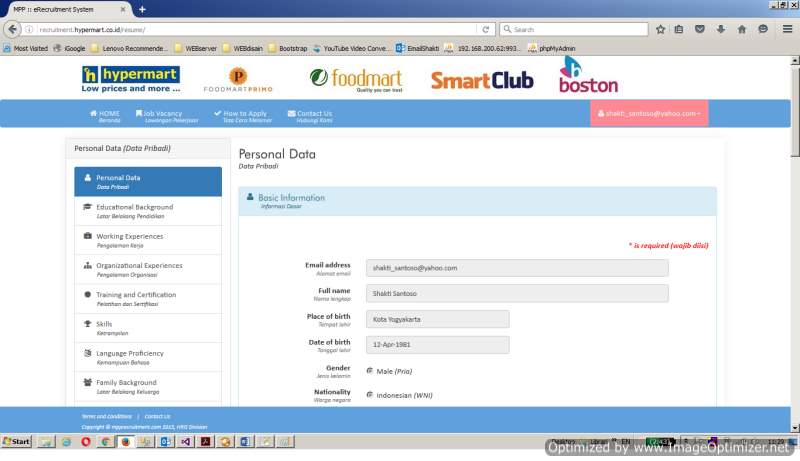 MPP :: eRecruitment System
recruitment.hypermart.co.id/resume/
Search
Most Visited iGoogle Lenovo Recommende... WEBserver WEBdisain Bootstrap YouTube Video Conve... EmailShakti 192.168.200.62:993... phpMyAdmin
hypermart
Low prices and more ...
FOODMARTPRIMO
foodmart
Quality you can trust
SmartClub
boston
HOME Job Vacancy How to Apply Contact Us
Beranda Lowongan Pekerjaan Tata Cara Melamar Hubungi Kami
shakti_santoso@yahoo.com
Personal Data (Data Pribadi)
Personal Data
Data Pribadi
Educational Background
Latar Belakang Pendidikan
Working Experiences
Pengalaman Kerja
Organizational Experiences
Pengalaman Organisasi
Training and Certification
Pelatihan dan Sertifikasi
Skills
Ketrampilan
Language Proficiency
Kemampuan Bahasa
Family Background
Latar Belakang Keluarga
Personal Data
Data Pribadi
Basic Information
Informasi Dasar
* is required (wajib diisi)
Email address
Alamat email
shakti_santoso@yahoo.com
Full name
Nama lengkap
Shakti Santoso
Place of birth
Tempat lahir
Kota Yogyakarta
Date of birth
Tanggal lahir
12-Apr-1981
Gender
Jenis kelamin
Male (Pria)
Nationality
Warga negara
Indonesian (WNI)
Terms and Conditions | Contact Us
Copyright © mpprecruitment.com 2015, HRIS Division
Start
EN
Optimized by www.ImageOptimizer.net